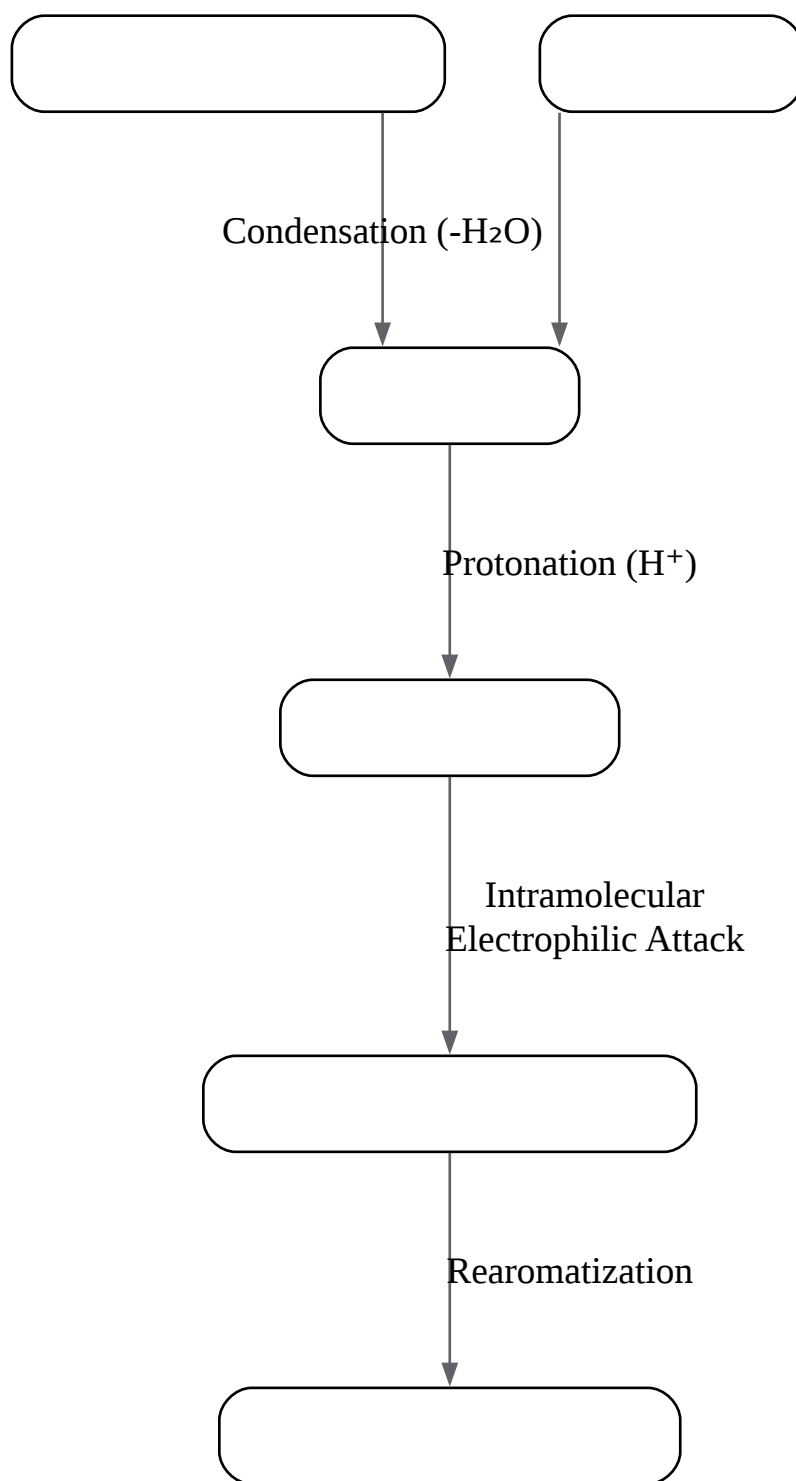 Condensation (-H₂O)
Protonation (H⁺)
Intramolecular
Electrophilic Attack
Rearomatization